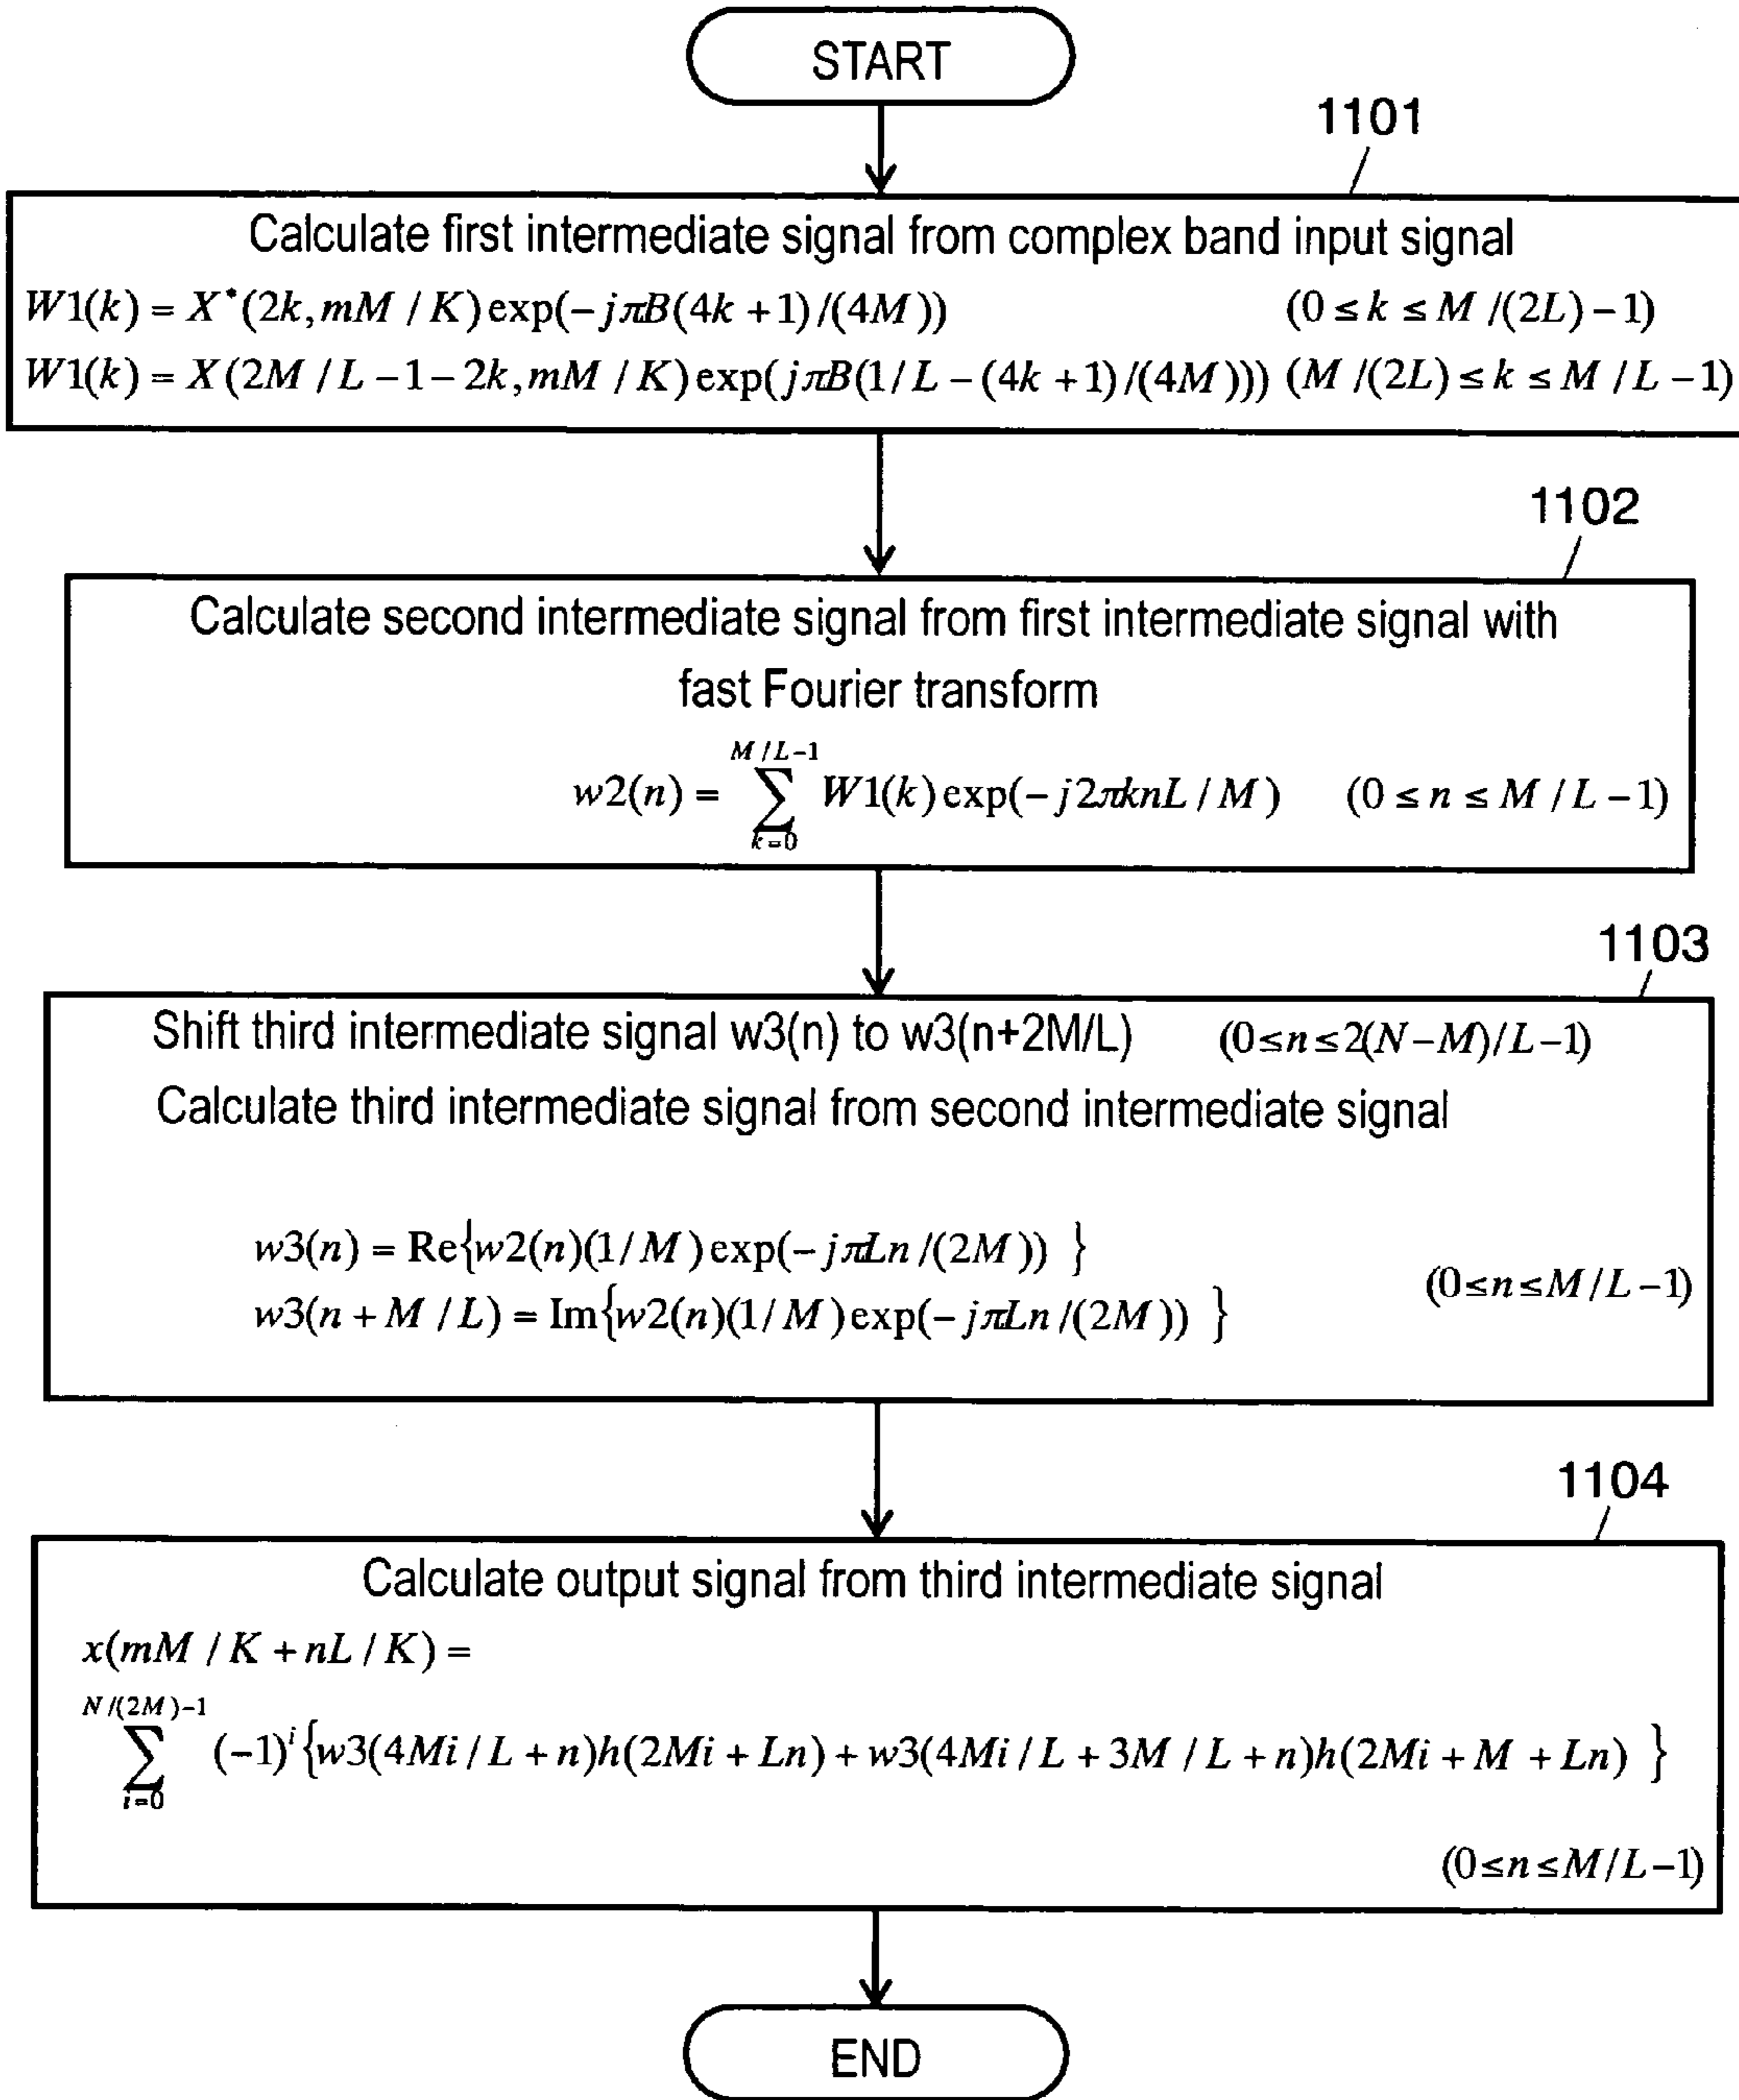 START
1101
Calculate first intermediate signal from complex band input signal
W1(k) = X*(2k, mM / K) exp(-jπB(4k + 1)/(4M)) (0 ≤ k ≤ M /(2L) - 1)
W1(k) = X(2M / L - 1 - 2k, mM / K) exp(jπB(1/ L - (4k + 1)/(4M))) (M /(2L) ≤ k ≤ M / L - 1)
1102
Calculate second intermediate signal from first intermediate signal with
fast Fourier transform
M / L-1
w2(n) = ∑ W1(k) exp(-j2πknL / M) (0 ≤ n ≤ M / L - 1)
k=0
1103
Shift third intermediate signal w3(n) to w3(n+2M/L) (0≤n≤2(N-M)/L-1)
Calculate third intermediate signal from second intermediate signal
w3(n) = Re{w2(n)(1/ M) exp(-jπLn /(2M)) }
(0≤n≤M/L-1)
w3(n + M / L) = Im{w2(n)(1/ M) exp(-jπLn /(2M)) }
1104
Calculate output signal from third intermediate signal
x(mM / K + nL / K) =
N /(2M)-1
∑ (-1)^i {w3(4Mi / L + n)h(2Mi + Ln) + w3(4Mi / L + 3M / L + n)h(2Mi + M + Ln) }
i=0
(0≤n≤M/L-1)
END